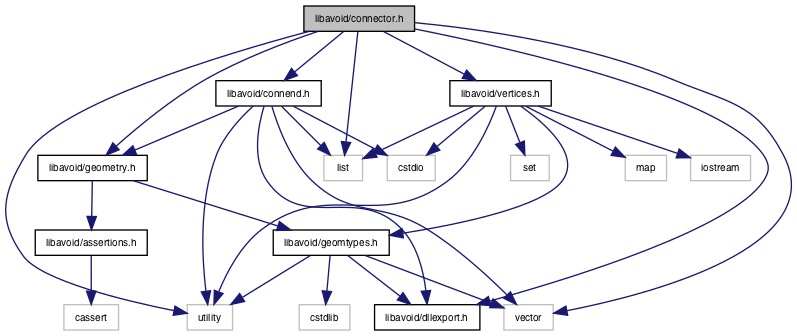 libavoid/connector.h
libavoid/connend.h
libavoid/vertices.h
libavoid/geometry.h
list
cstdio
set
map
iostream
libavoid/assertions.h
libavoid/geomtypes.h
cassert
utility
cstdlib
libavoid/dllexport.h
vector